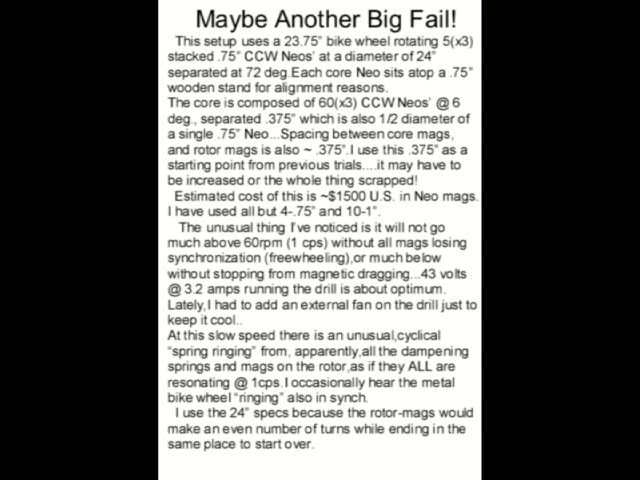 Maybe Another Big Fail!
This setup uses a 23.75" bike wheel rotating 5(x3)
stacked .75" CCW Neos' at a diameter of 24"
separated at 72 deg.Each core Neo sits atop a .75"
wooden stand for alignment reasons.
The core is composed of 60(x3) CCW Neos' @ 6
deg., separated .375" which is also 1/2 diameter of
a single .75" Neo...Spacing between core mags,
and rotor mags is also ~ .375".I use this .375" as a
starting point from previous trials....it may have to
be increased or the whole thing scrapped!
Estimated cost of this is ~$1500 U.S. in Neo mags.
I have used all but 4-.75" and 10-1".
The unusual thing I've noticed is it will not go
much above 60rpm (1 cps) without all mags losing
synchronization (freewheeling),or much below
without stopping from magnetic dragging...43 volts
@ 3.2 amps running the drill is about optimum.
Lately,I had to add an external fan on the drill just to
keep it cool..
At this slow speed there is an unusual,cyclical
"spring ringing" from, apparently,all the dampening
springs and mags on the rotor,as if they ALL are
resonating @ 1cps.I occasionally hear the metal
bike wheel "ringing" also in synch.
I use the 24" specs because the rotor-mags would
make an even number of turns while ending in the
same place to start over.